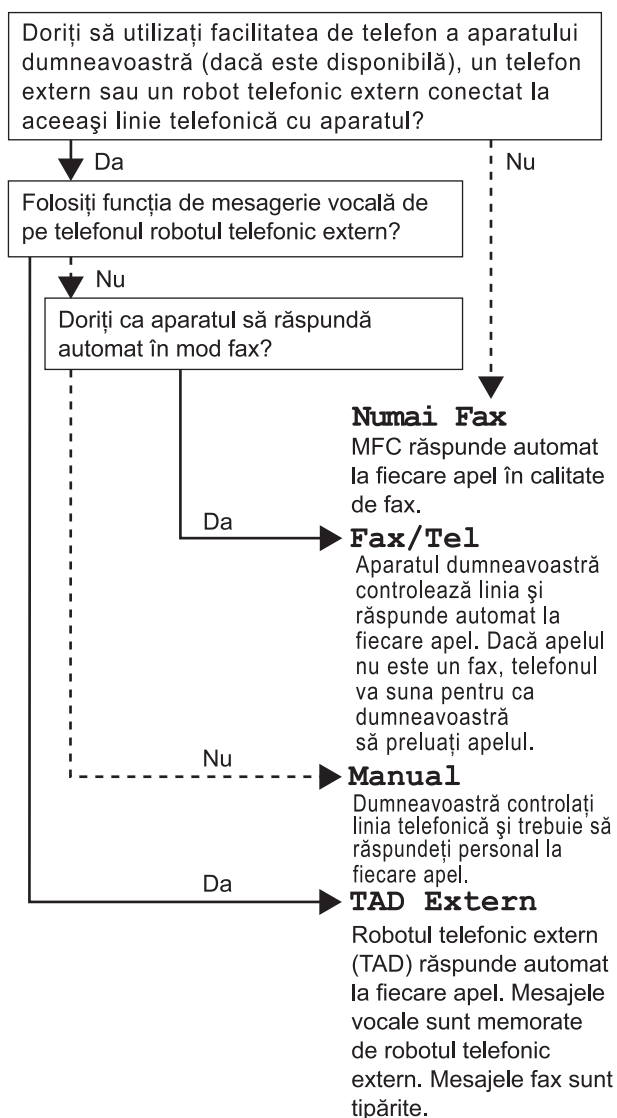 Doriți să utilizați facilitatea de telefon a aparatului
dumneavoastră (dacă este disponibilă), un telefon
extern sau un robot telefonic extern conectat la
aceeaşi linie telefonică cu aparatul?
Da
Nu
Folosiți funcția de mesagerie vocală de
pe telefonul robotul telefonic extern?
Nu
Doriți ca aparatul să răspundă
automat în mod fax?
Numai Fax
MFC răspunde automat
la fiecare apel în calitate
de fax.
Da
Fax/Tel
Aparatul dumneavoastră
controlează linia şi
răspunde automat la
fiecare apel. Dacă apelul
nu este un fax, telefonul
va suna pentru ca
dumneavoastră
să preluați apelul.
Nu
Manual
Dumneavoastră controlați
linia telefonică şi trebuie să
răspundeți personal la
fiecare apel.
Da
TAD Extern
Robotul telefonic extern
(TAD) răspunde automat
la fiecare apel. Mesajele
vocale sunt memorate
de robotul telefonic
extern. Mesajele fax sunt
tipărite.